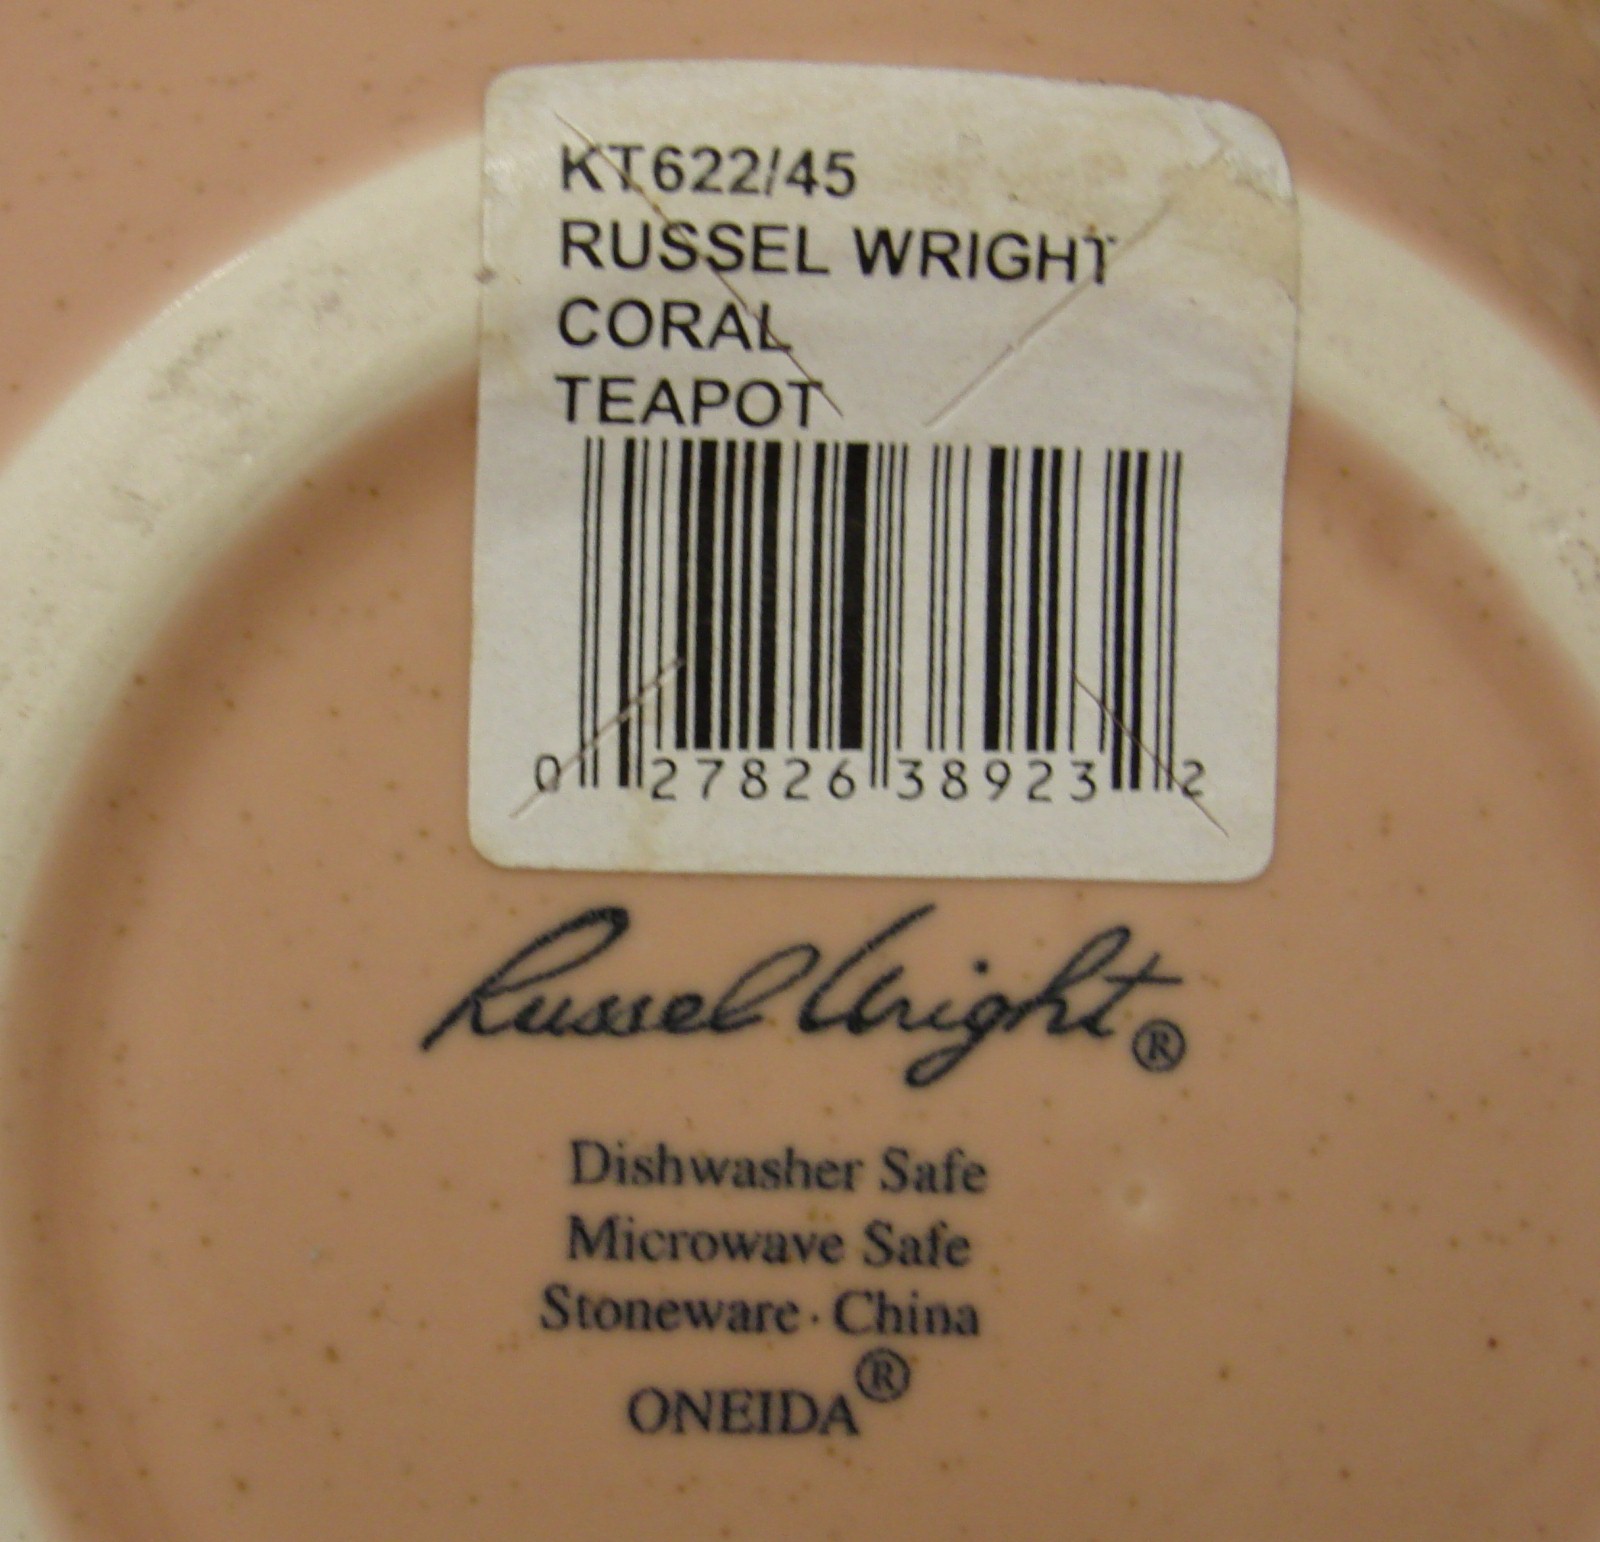 KT622/45
RUSSEL WRIGHT
CORAL
TEAPOT
0 27826 38923 2
Russel Wright®
Dishwasher Safe
Microwave Safe
Stoneware · China
ONEIDA®